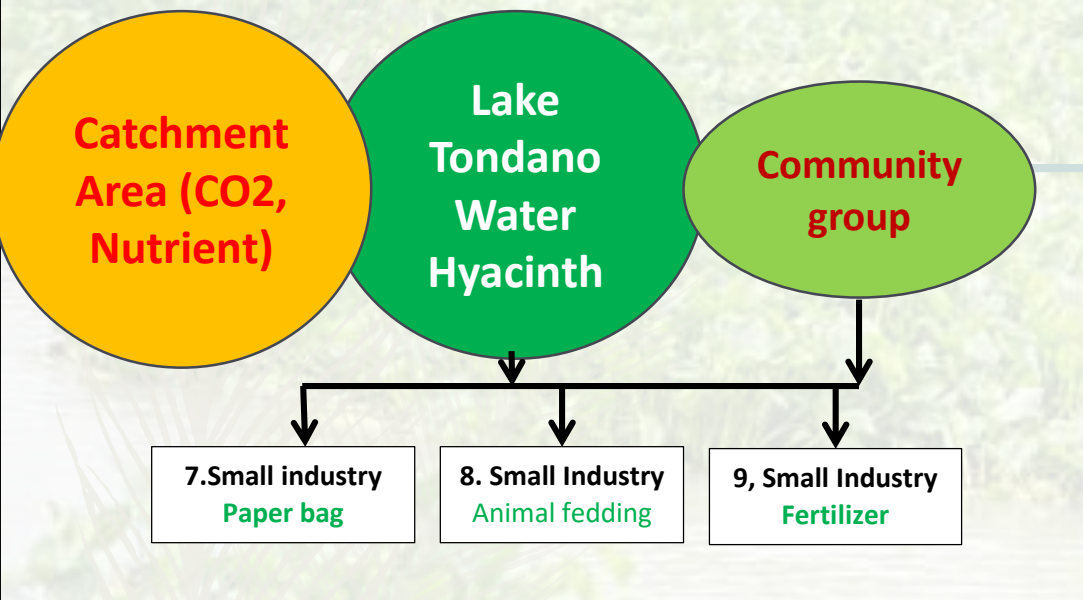 Catchment
Area (CO2,
Nutrient)
Lake
Tondano
Water
Hyacinth
Community
group
7.Small industry
Paper bag
8. Small Industry
Animal fedding
9, Small Industry
Fertilizer